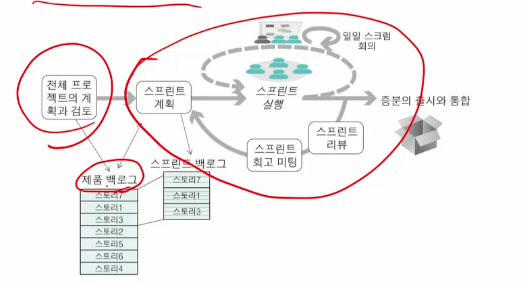 일일 스크럼
회의
전체 프로
젝트의 계
획과 검토
스프린트
계획
스프린트
실행
증분의 출시와 통합
스프린트
리뷰
스프린트
회고 미팅
제품 백로그
스프린트 백로그
스토리7
스토리1
스토리3
스토리2
스토리5
스토리6
스토리4
스토리7
스토리1
스토리3